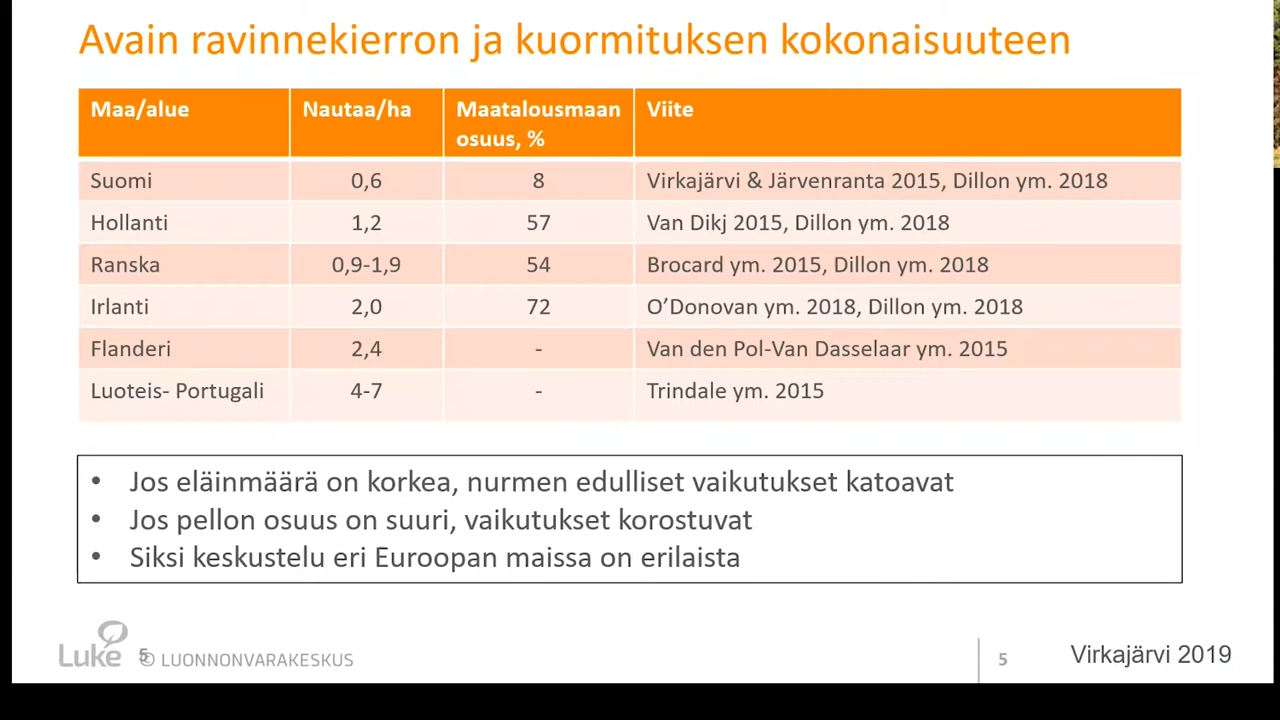 Avain ravinnekierron ja kuormituksen kokonaisuuteen
Maa/alue Nautaa/ha Maatalousmaan osuus, % Viite
Suomi 0,6 8 Virkajärvi & Järvenranta 2015, Dillon ym. 2018
Hollanti 1,2 57 Van Dikj 2015, Dillon ym. 2018
Ranska 0,9-1,9 54 Brocard ym. 2015, Dillon ym. 2018
Irlanti 2,0 72 O’Donovan ym. 2018, Dillon ym. 2018
Flanderi 2,4 - Van den Pol-Van Dasselaar ym. 2015
Luoteis- Portugali 4-7 - Trindale ym. 2015
• Jos eläinmäärä on korkea, nurmen edulliset vaikutukset katoavat
• Jos pellon osuus on suuri, vaikutukset korostuvat
• Siksi keskustelu eri Euroopan maissa on erilaista
Luke 5 © LUONNONVARAKESKUS 5 Virkajärvi 2019